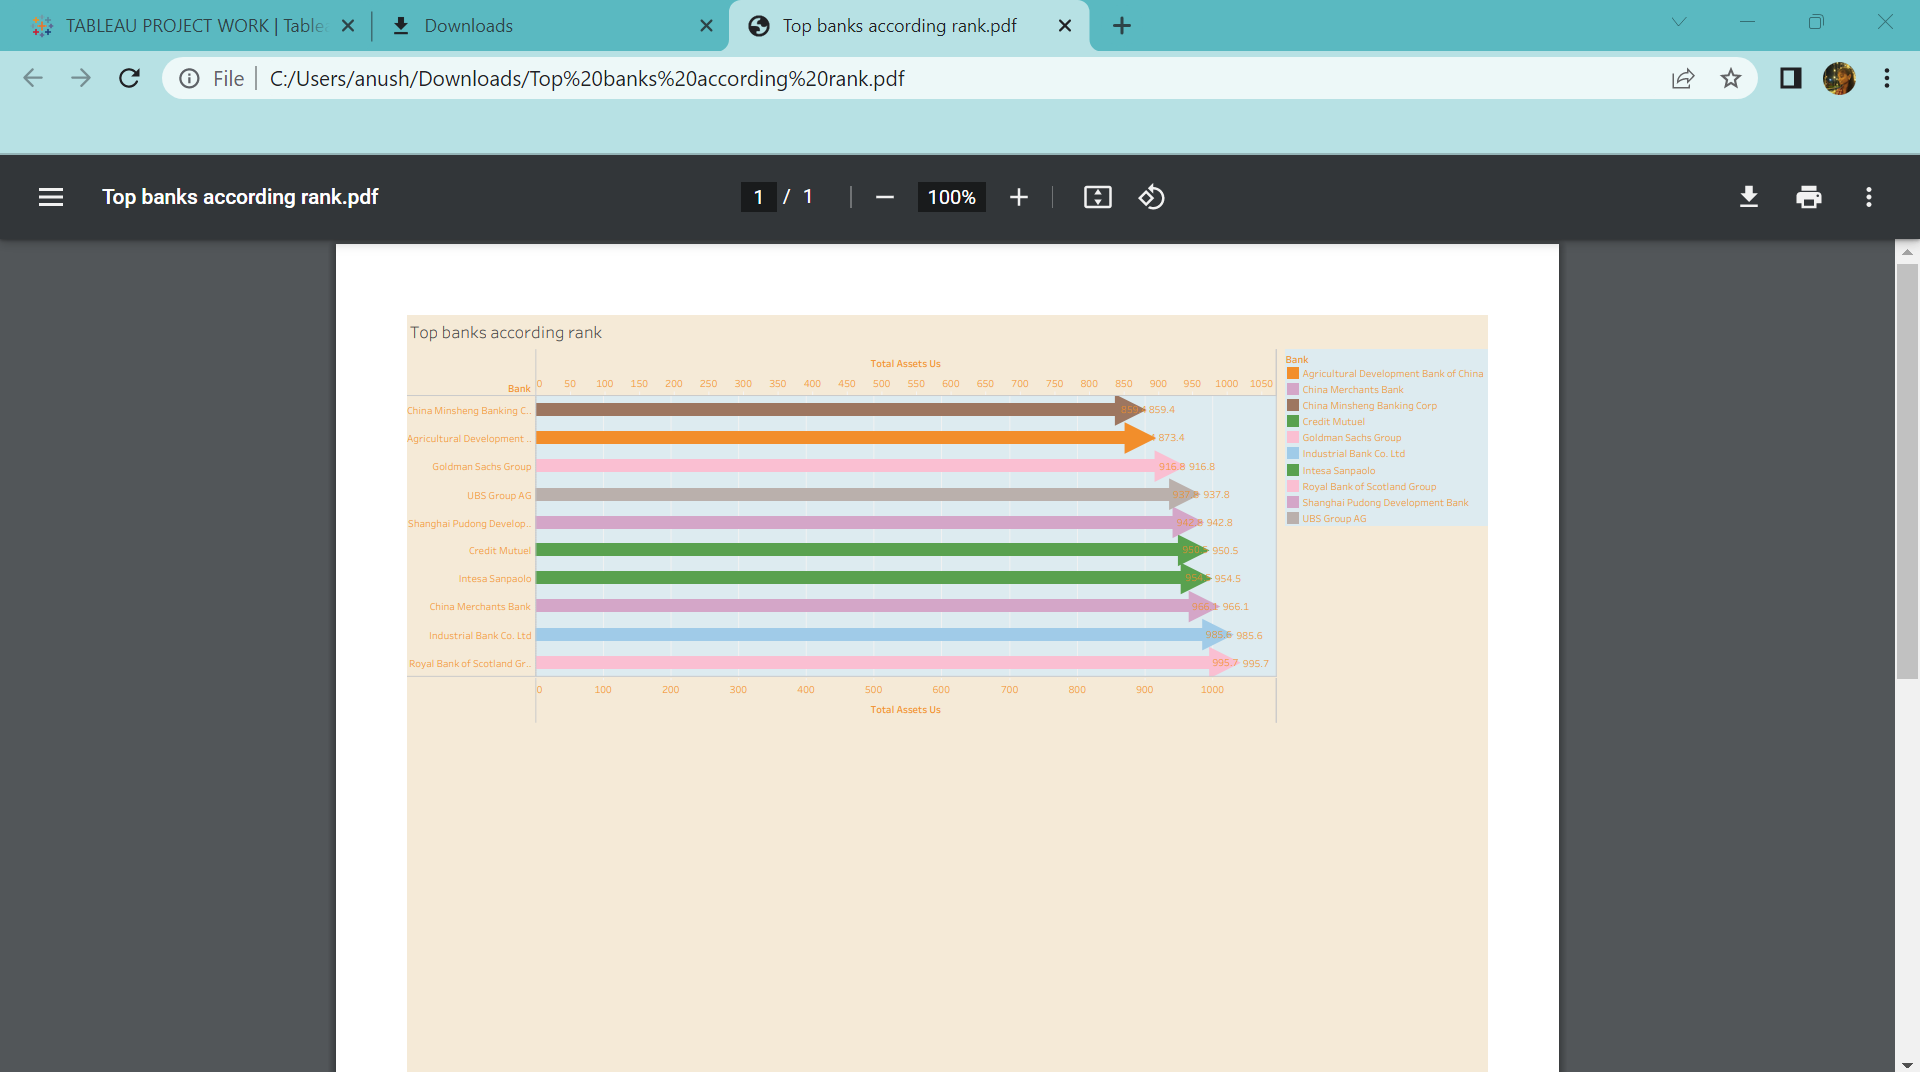 TABLEAU PROJECT WORK | Table
Downloads
Top banks according rank.pdf
File
C:/Users/anush/Downloads/Top%20banks%20according%20rank.pdf
Top banks according rank.pdf
1 / 1
100%
Top banks according rank
Total Assets Us
Bank
0 50 100 150 200 250 300 350 400 450 500 550 600 650 700 750 800 850 900 950 1000 1050
China Minsheng Banking C.. 859.4 859.4
Agricultural Development .. 873.4
Goldman Sachs Group 916.8 916.8
UBS Group AG 937.8 937.8
Shanghai Pudong Develop.. 942.8 942.8
Credit Mutuel 950.5 950.5
Intesa Sanpaolo 954.5 954.5
China Merchants Bank 966.1 966.1
Industrial Bank Co. Ltd 985.6 985.6
Royal Bank of Scotland Gr.. 995.7 995.7
0 100 200 300 400 500 600 700 800 900 1000
Total Assets Us
Bank
Agricultural Development Bank of China
China Merchants Bank
China Minsheng Banking Corp
Credit Mutuel
Goldman Sachs Group
Industrial Bank Co. Ltd
Intesa Sanpaolo
Royal Bank of Scotland Group
Shanghai Pudong Development Bank
UBS Group AG